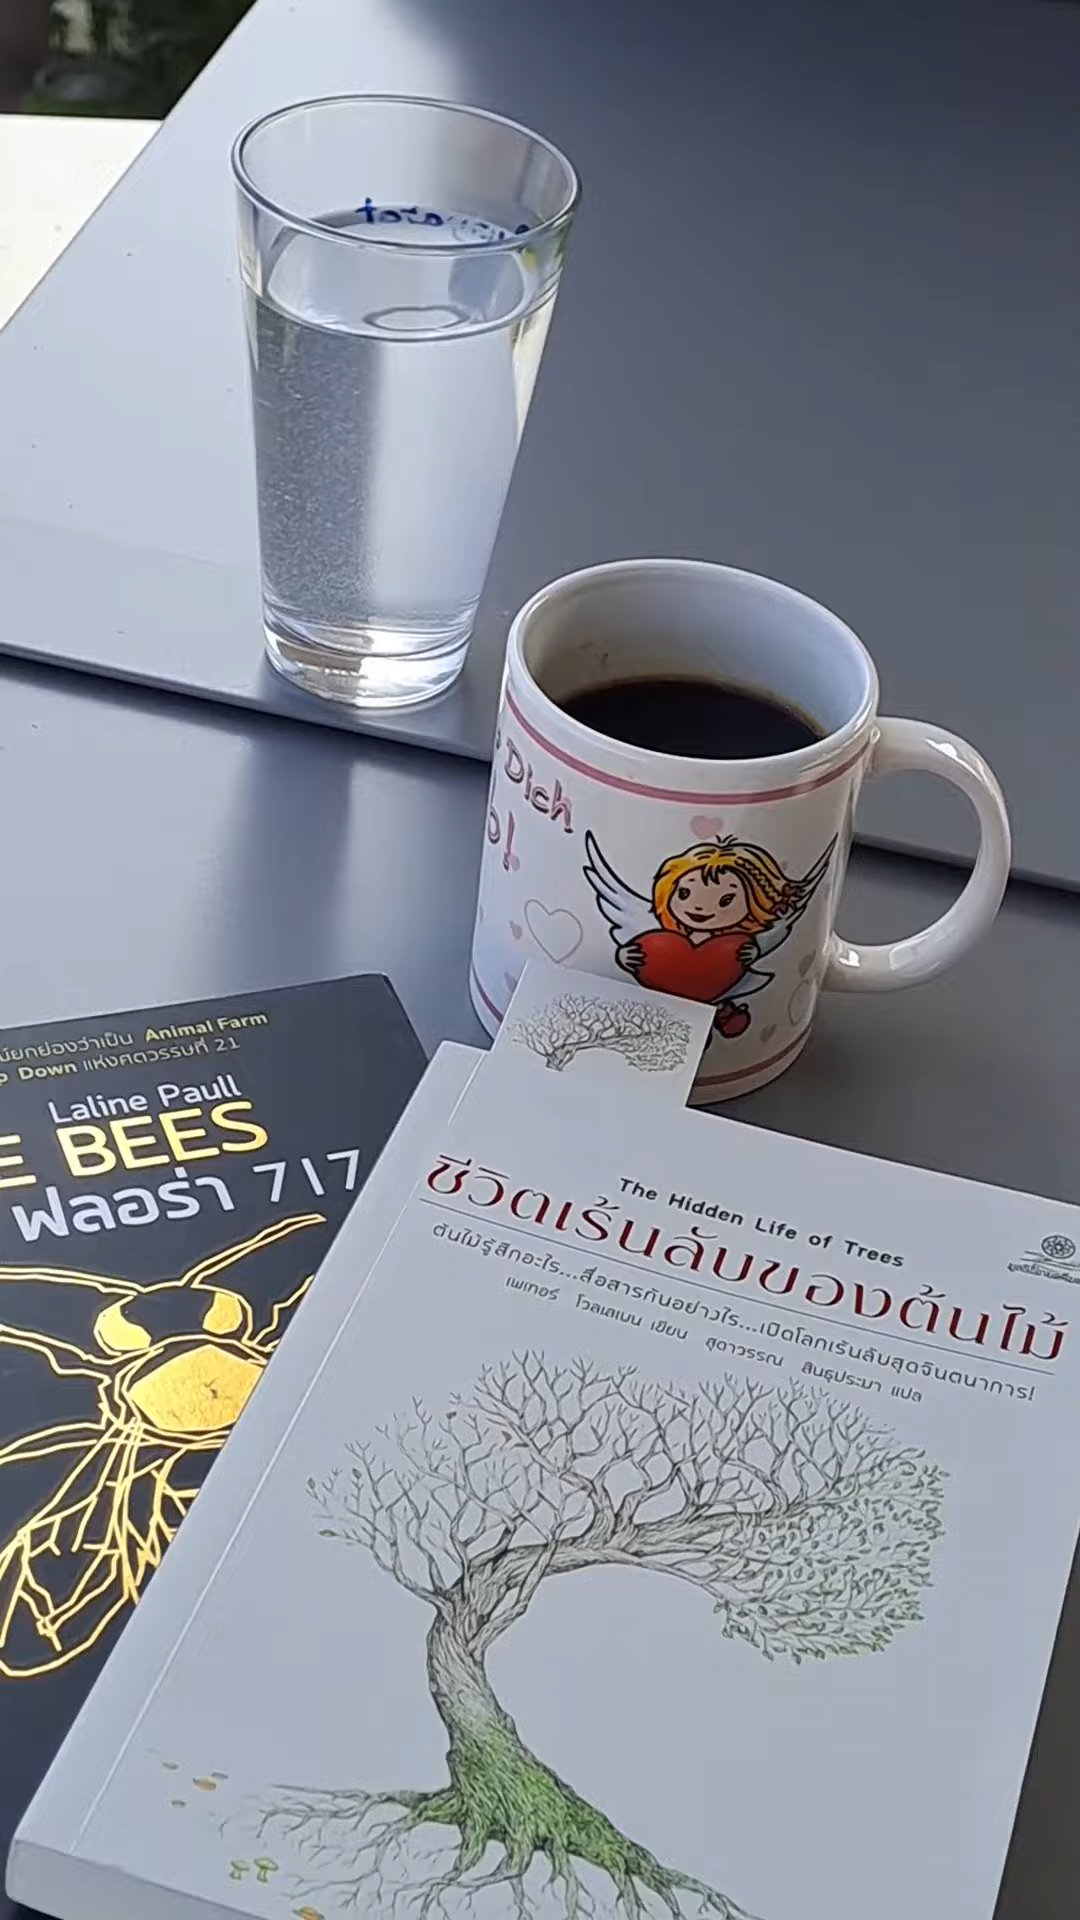 Dich
o!
Animal Farm
Down แห่งศตวรรษที่ 21
Laline Paull
BEES
ฟลอร่า 717
The Hidden Life of Trees
ชีวิตเร้นลับของต้นไม้
ต้นไม้รู้สึกอะไร...สื่อสารกันอย่างไร...เปิดโลกเร้นลับสุดจินตนาการ!
เพเทอร์ โวลเลเบน เขียน สุดาวรรณ สินธุประมา แปล